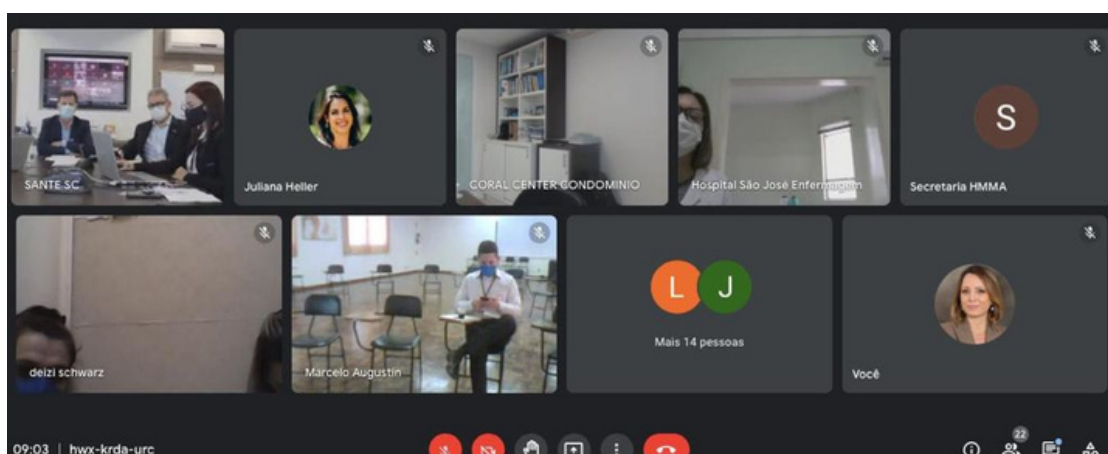 SANTE SC
Juliana Heller
CORAL CENTER CONDOMINIO
Hospital São José Enfermagem
S
Secretaria HMMA
deizi schwarz
Marcelo Augustin
L J
Mais 14 pessoas
Você
09:03 | hwx-krda-urc
22